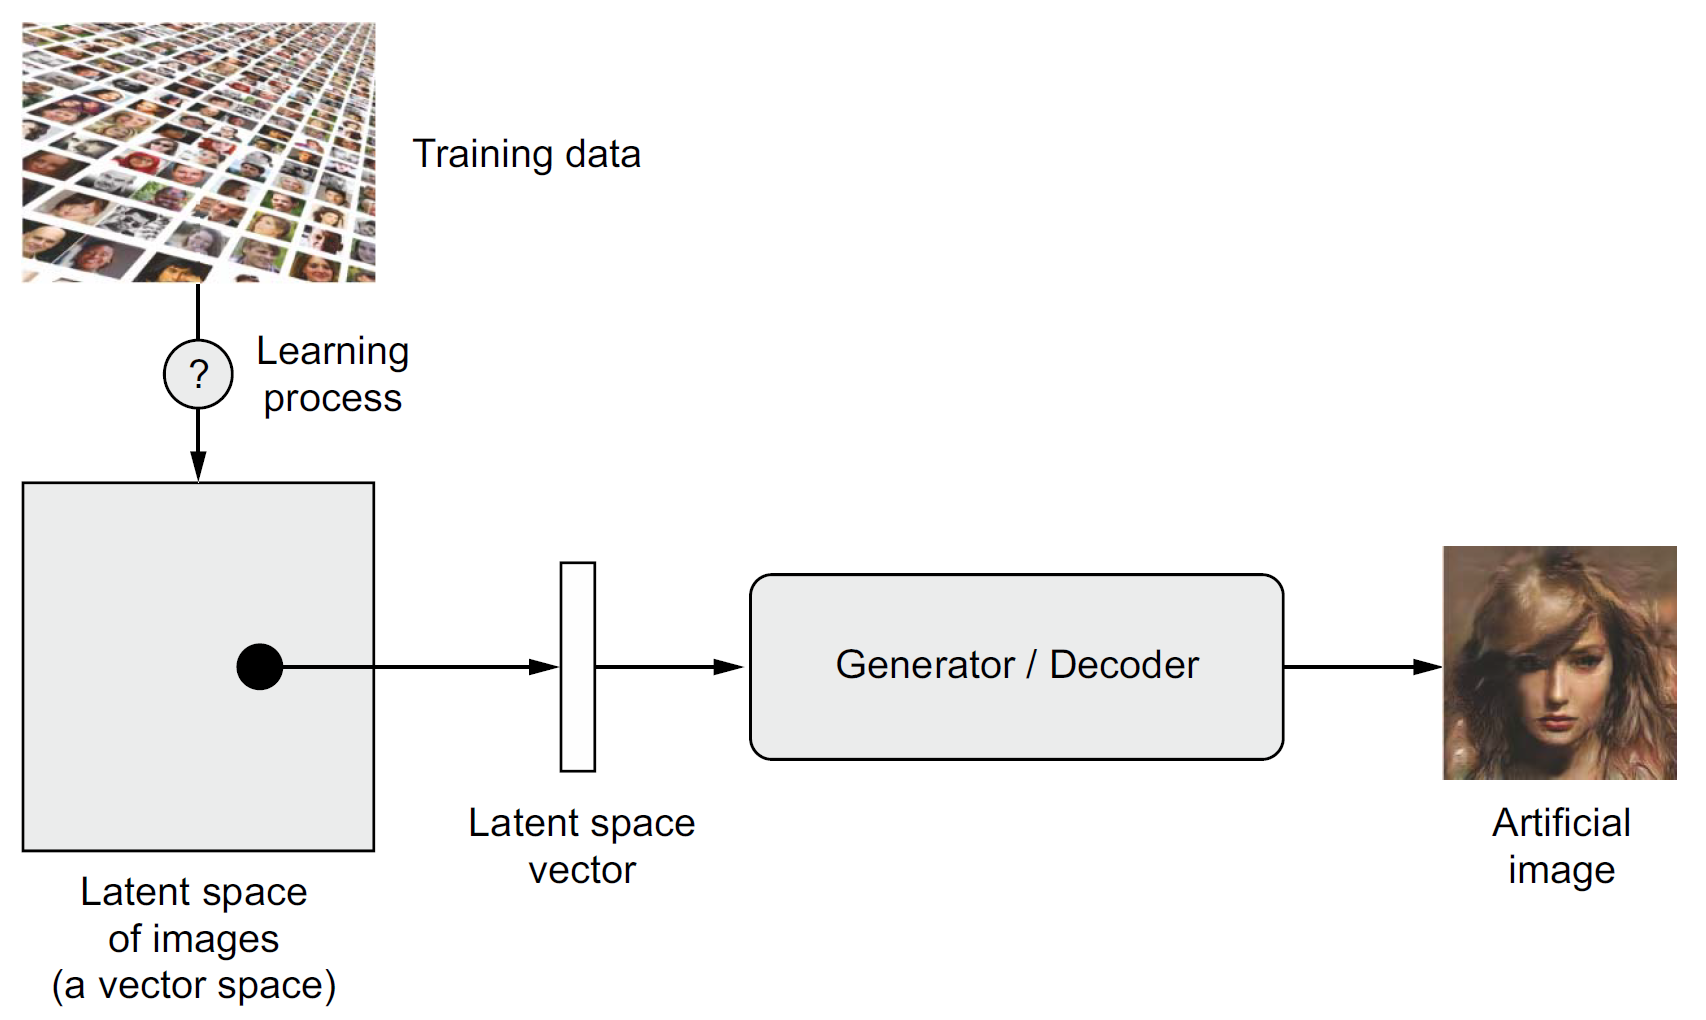 Training data
Learning
process
?
Generator / Decoder
Latent space
vector
Artificial
image
Latent space
of images
(a vector space)